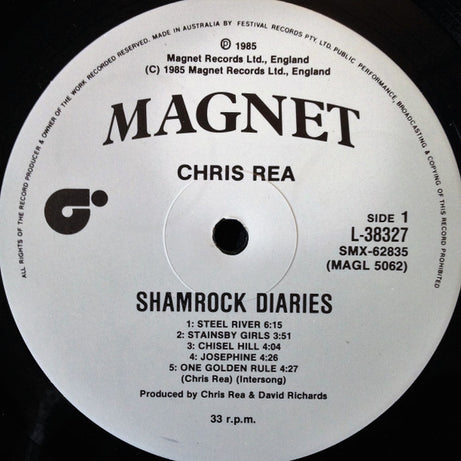 ALL RIGHTS OF THE RECORD PRODUCER & OWNER OF THE WORK RECORDED RESERVED. MADE IN AUSTRALIA BY FESTIVAL RECORDS PTY. LTD. PUBLIC PERFORMANCE, BROADCASTING & COPYING OF THIS RECORD PROHIBITED
℗ 1985
Magnet Records Ltd., England
(C) 1985 Magnet Records Ltd., England
MAGNET
CHRIS REA
SIDE 1
L-38327
SMX-62835
(MAGL 5062)
SHAMROCK DIARIES
1: STEEL RIVER 6:15
2: STAINSBY GIRLS 3:51
3: CHISEL HILL 4:04
4: JOSEPHINE 4:26
5: ONE GOLDEN RULE 4:27
(Chris Rea) (Intersong)
Produced by Chris Rea & David Richards
33 r.p.m.